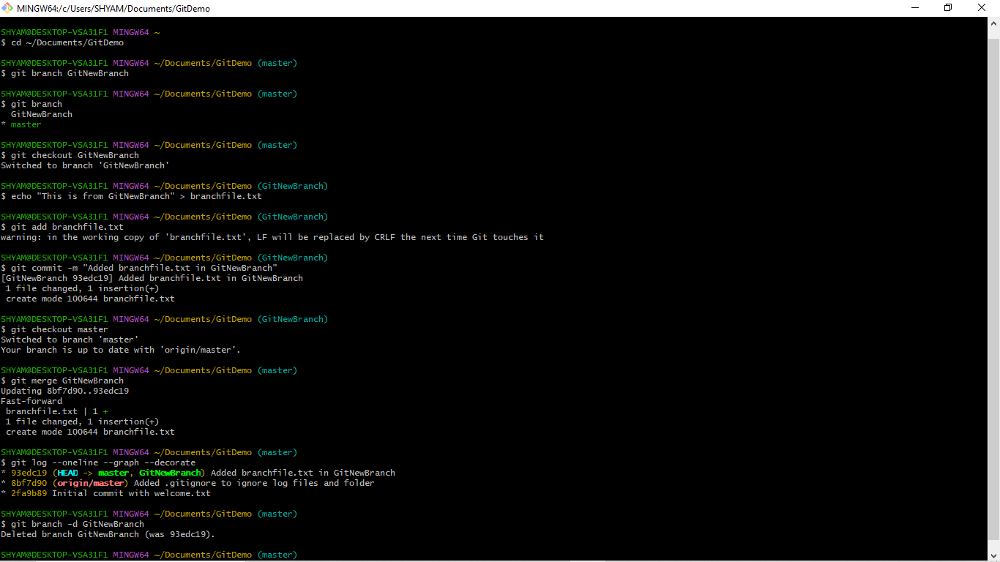 MINGW64:/c/Users/SHYAM/Documents/GitDemo
SHYAM@DESKTOP-VSA31F1 MINGW64 ~
$ cd ~/Documents/GitDemo
SHYAM@DESKTOP-VSA31F1 MINGW64 ~/Documents/GitDemo (master)
$ git branch GitNewBranch
SHYAM@DESKTOP-VSA31F1 MINGW64 ~/Documents/GitDemo (master)
$ git branch
  GitNewBranch
* master
SHYAM@DESKTOP-VSA31F1 MINGW64 ~/Documents/GitDemo (master)
$ git checkout GitNewBranch
Switched to branch 'GitNewBranch'
SHYAM@DESKTOP-VSA31F1 MINGW64 ~/Documents/GitDemo (GitNewBranch)
$ echo "This is from GitNewBranch" > branchfile.txt
SHYAM@DESKTOP-VSA31F1 MINGW64 ~/Documents/GitDemo (GitNewBranch)
$ git add branchfile.txt
warning: in the working copy of 'branchfile.txt', LF will be replaced by CRLF the next time Git touches it
SHYAM@DESKTOP-VSA31F1 MINGW64 ~/Documents/GitDemo (GitNewBranch)
$ git commit -m "Added branchfile.txt in GitNewBranch"
[GitNewBranch 93edc19] Added branchfile.txt in GitNewBranch
 1 file changed, 1 insertion(+)
 create mode 100644 branchfile.txt
SHYAM@DESKTOP-VSA31F1 MINGW64 ~/Documents/GitDemo (GitNewBranch)
$ git checkout master
Switched to branch 'master'
Your branch is up to date with 'origin/master'.
SHYAM@DESKTOP-VSA31F1 MINGW64 ~/Documents/GitDemo (master)
$ git merge GitNewBranch
Updating 8bf7d90..93edc19
Fast-forward
 branchfile.txt | 1 +
 1 file changed, 1 insertion(+)
 create mode 100644 branchfile.txt
SHYAM@DESKTOP-VSA31F1 MINGW64 ~/Documents/GitDemo (master)
$ git log --oneline --graph --decorate
* 93edc19 (HEAD -> master, GitNewBranch) Added branchfile.txt in GitNewBranch
* 8bf7d90 (origin/master) Added .gitignore to ignore log files and folder
* 2fa9b89 Initial commit with welcome.txt
SHYAM@DESKTOP-VSA31F1 MINGW64 ~/Documents/GitDemo (master)
$ git branch -d GitNewBranch
Deleted branch GitNewBranch (was 93edc19).
SHYAM@DESKTOP-VSA31F1 MINGW64 ~/Documents/GitDemo (master)